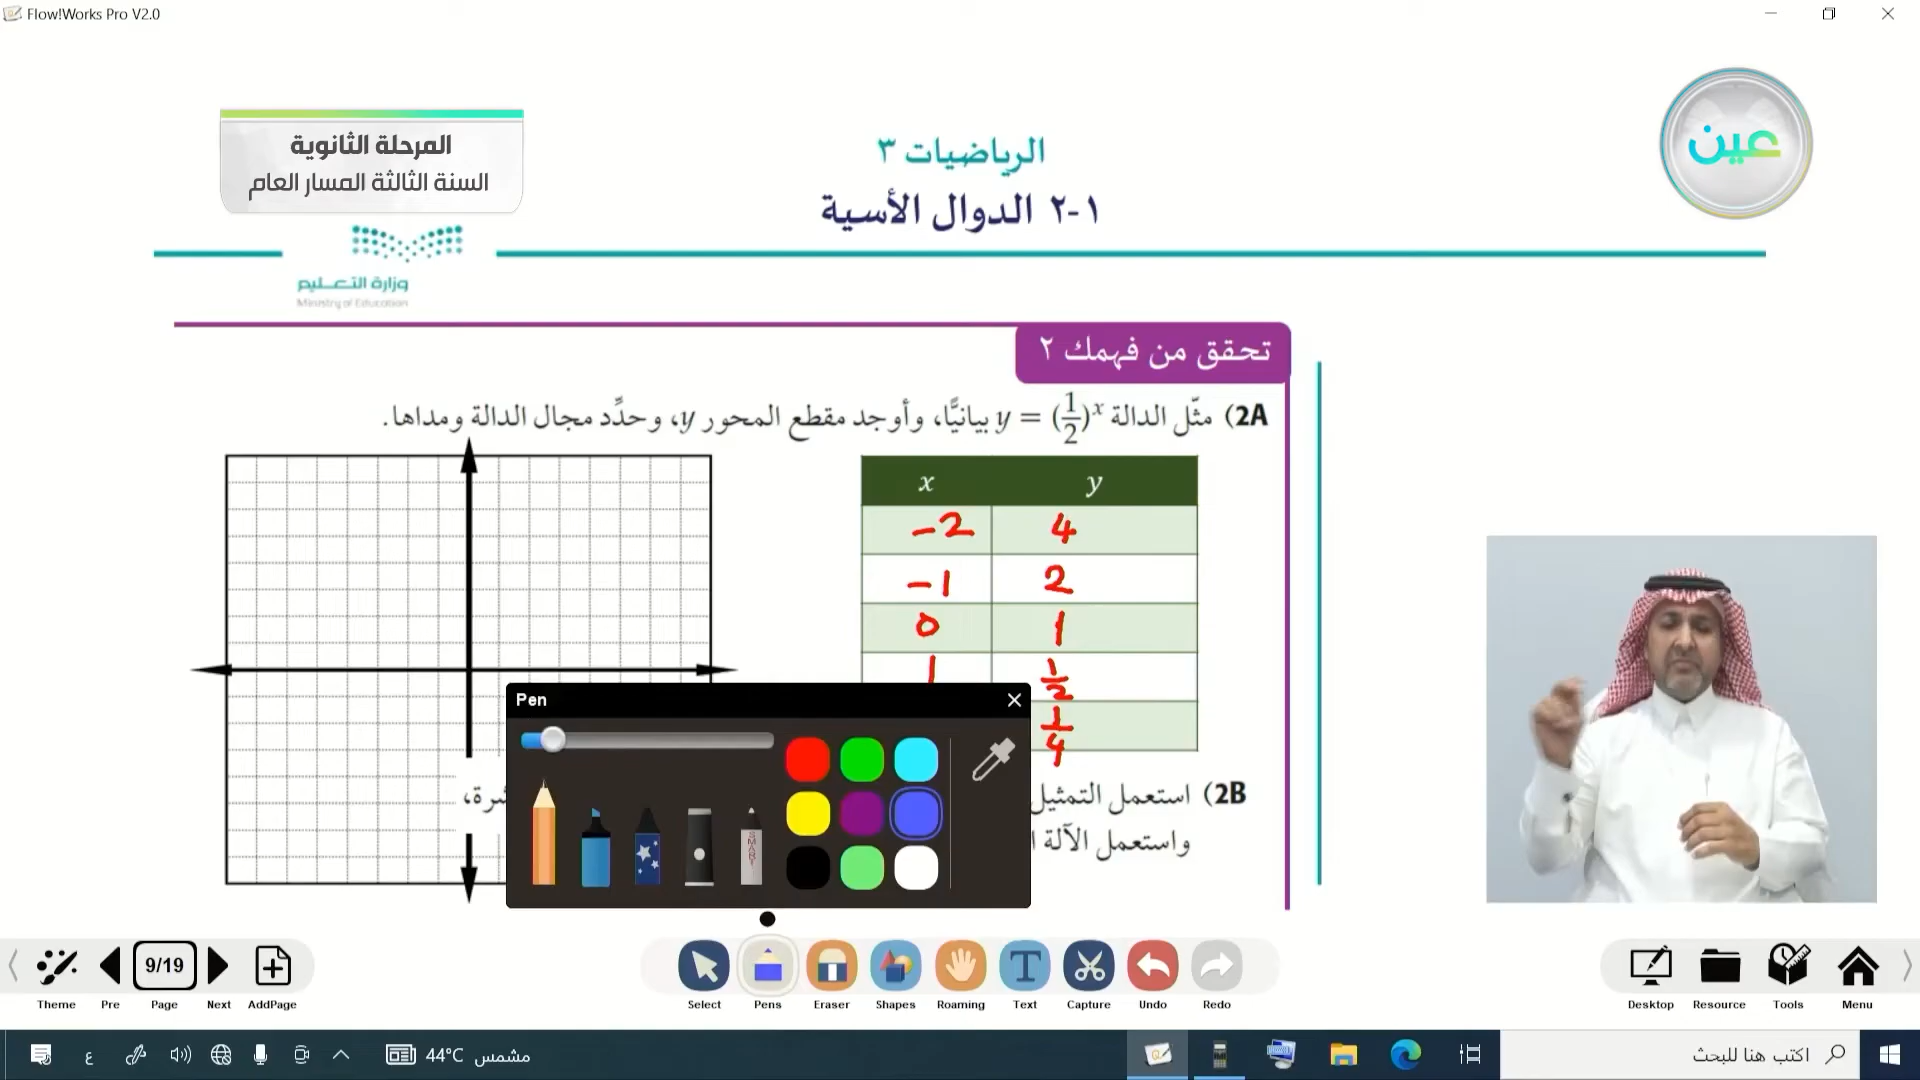 Flow!Works Pro V2.0
المرحلة الثانوية
السنة الثالثة المسار العام
الرياضيات ٣
٢-١ الدوال الأسية
عين
وزارة التعليم
Ministry of Education
تحقق من فهمك ٢
2A) مثّل الدالة y = (1/2)^x بيانيًّا، وأوجد مقطع المحور y، وحدِّد مجال الدالة ومداها.
x y
-2 4
-1 2
0 1
1 1/2
1/4
2B) استعمل التمثيل
واستعمل الآلة
Pen
SMART
Theme Pre Page Next AddPage
9/19
Select Pens Eraser Shapes Roaming Text Capture Undo Redo
Desktop Resource Tools Menu
ع
44°C مشمس
اكتب هنا للبحث